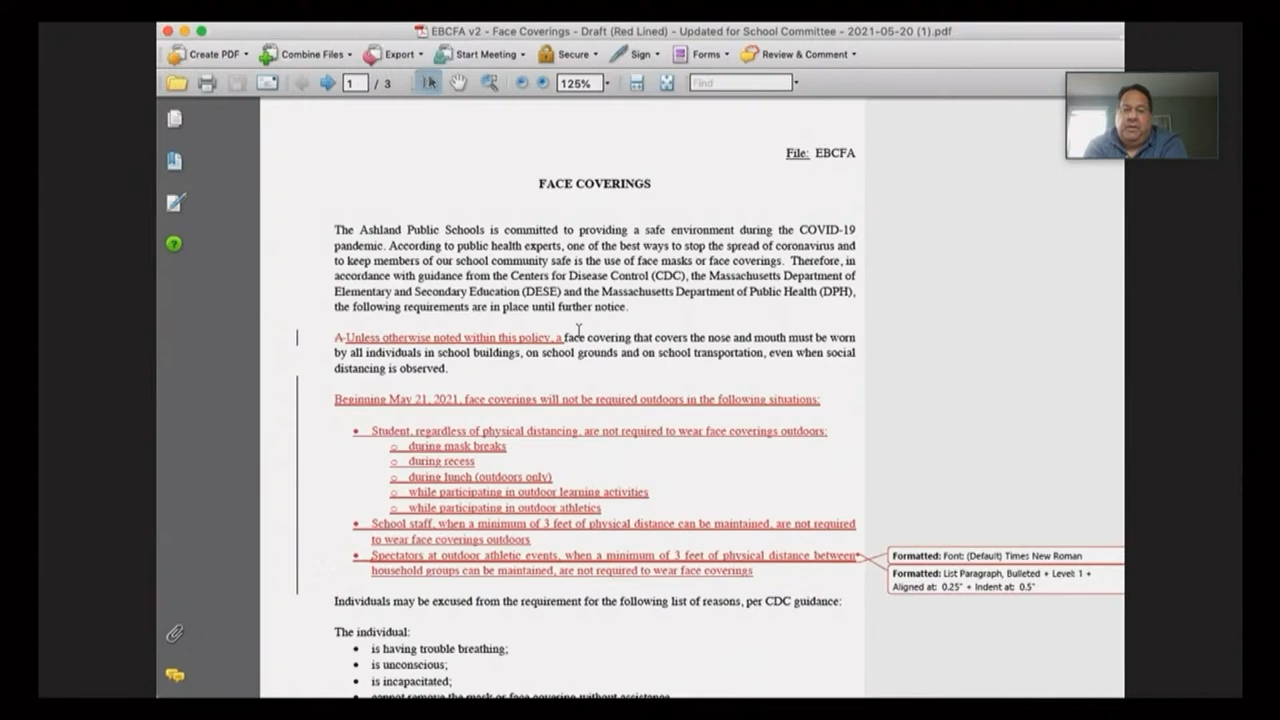 EBCFA v2 - Face Coverings - Draft (Red Lined) - Updated for School Committee - 2021-05-20 (1).pdf
Create PDF Combine Files Export Start Meeting Secure Sign Forms Review & Comment
1 / 3 125% Find
File: EBCFA
FACE COVERINGS
The Ashland Public Schools is committed to providing a safe environment during the COVID-19
pandemic. According to public health experts, one of the best ways to stop the spread of coronavirus and
to keep members of our school community safe is the use of face masks or face coverings. Therefore, in
accordance with guidance from the Centers for Disease Control (CDC), the Massachusetts Department of
Elementary and Secondary Education (DESE) and the Massachusetts Department of Public Health (DPH),
the following requirements are in place until further notice.
A Unless otherwise noted within this policy, a face covering that covers the nose and mouth must be worn
by all individuals in school buildings, on school grounds and on school transportation, even when social
distancing is observed.
Beginning May 21, 2021, face coverings will not be required outdoors in the following situations:
• Student, regardless of physical distancing, are not required to wear face coverings outdoors:
o during mask breaks
o during recess
o during lunch (outdoors only)
o while participating in outdoor learning activities
o while participating in outdoor athletics
• School staff, when a minimum of 3 feet of physical distance can be maintained, are not required
to wear face coverings outdoors
• Spectators at outdoor athletic events, when a minimum of 3 feet of physical distance between
household groups can be maintained, are not required to wear face coverings
Formatted: Font: (Default) Times New Roman
Formatted: List Paragraph, Bulleted + Level: 1 +
Aligned at: 0.25" + Indent at: 0.5"
Individuals may be excused from the requirement for the following list of reasons, per CDC guidance:
The individual:
• is having trouble breathing;
• is unconscious;
• is incapacitated;
• cannot remove the mask or face covering without assistance